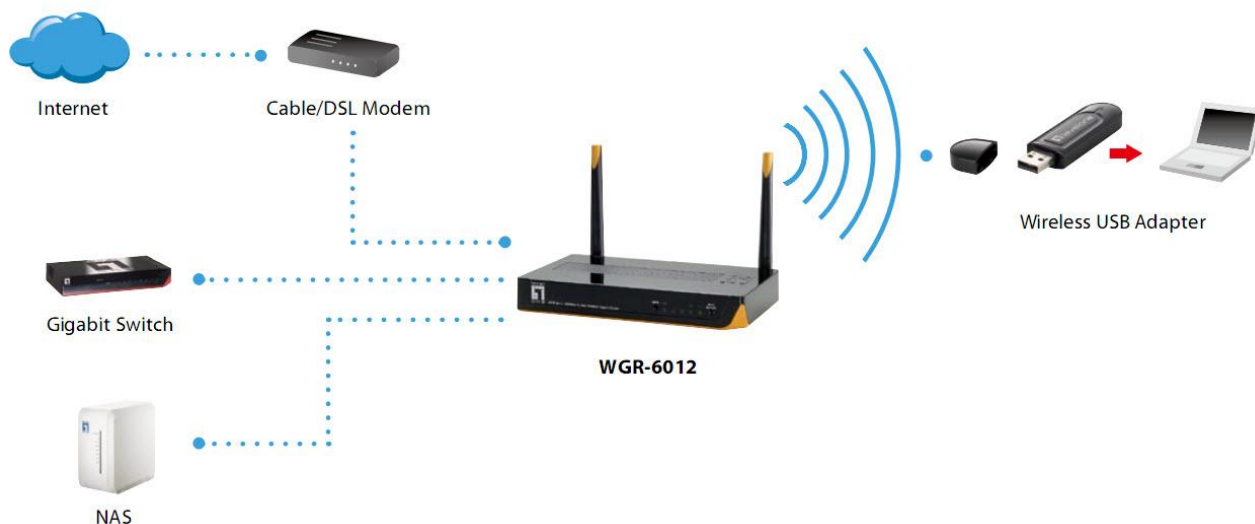 Internet
Cable/DSL Modem
Wireless USB Adapter
Gigabit Switch
WGR-6012
NAS